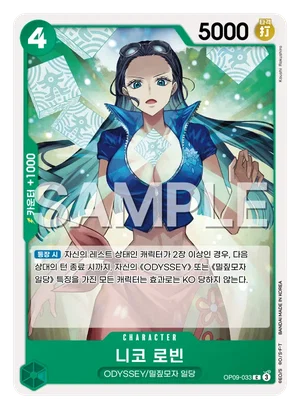 4
5000
타격
打
SAMPLE
카운터 +1000
등장 시 자신의 레스트 상태인 캐릭터가 2장 이상인 경우, 다음
상대의 턴 종료 시까지, 자신의 《ODYSSEY》 또는 《밀짚모자
일당》 특징을 가진 모든 캐릭터는 효과로는 KO 당하지 않는다.
CHARACTER
니코 로빈
ODYSSEY/밀짚모자 일당
OP09-033
BANDAI MADE IN KOREA